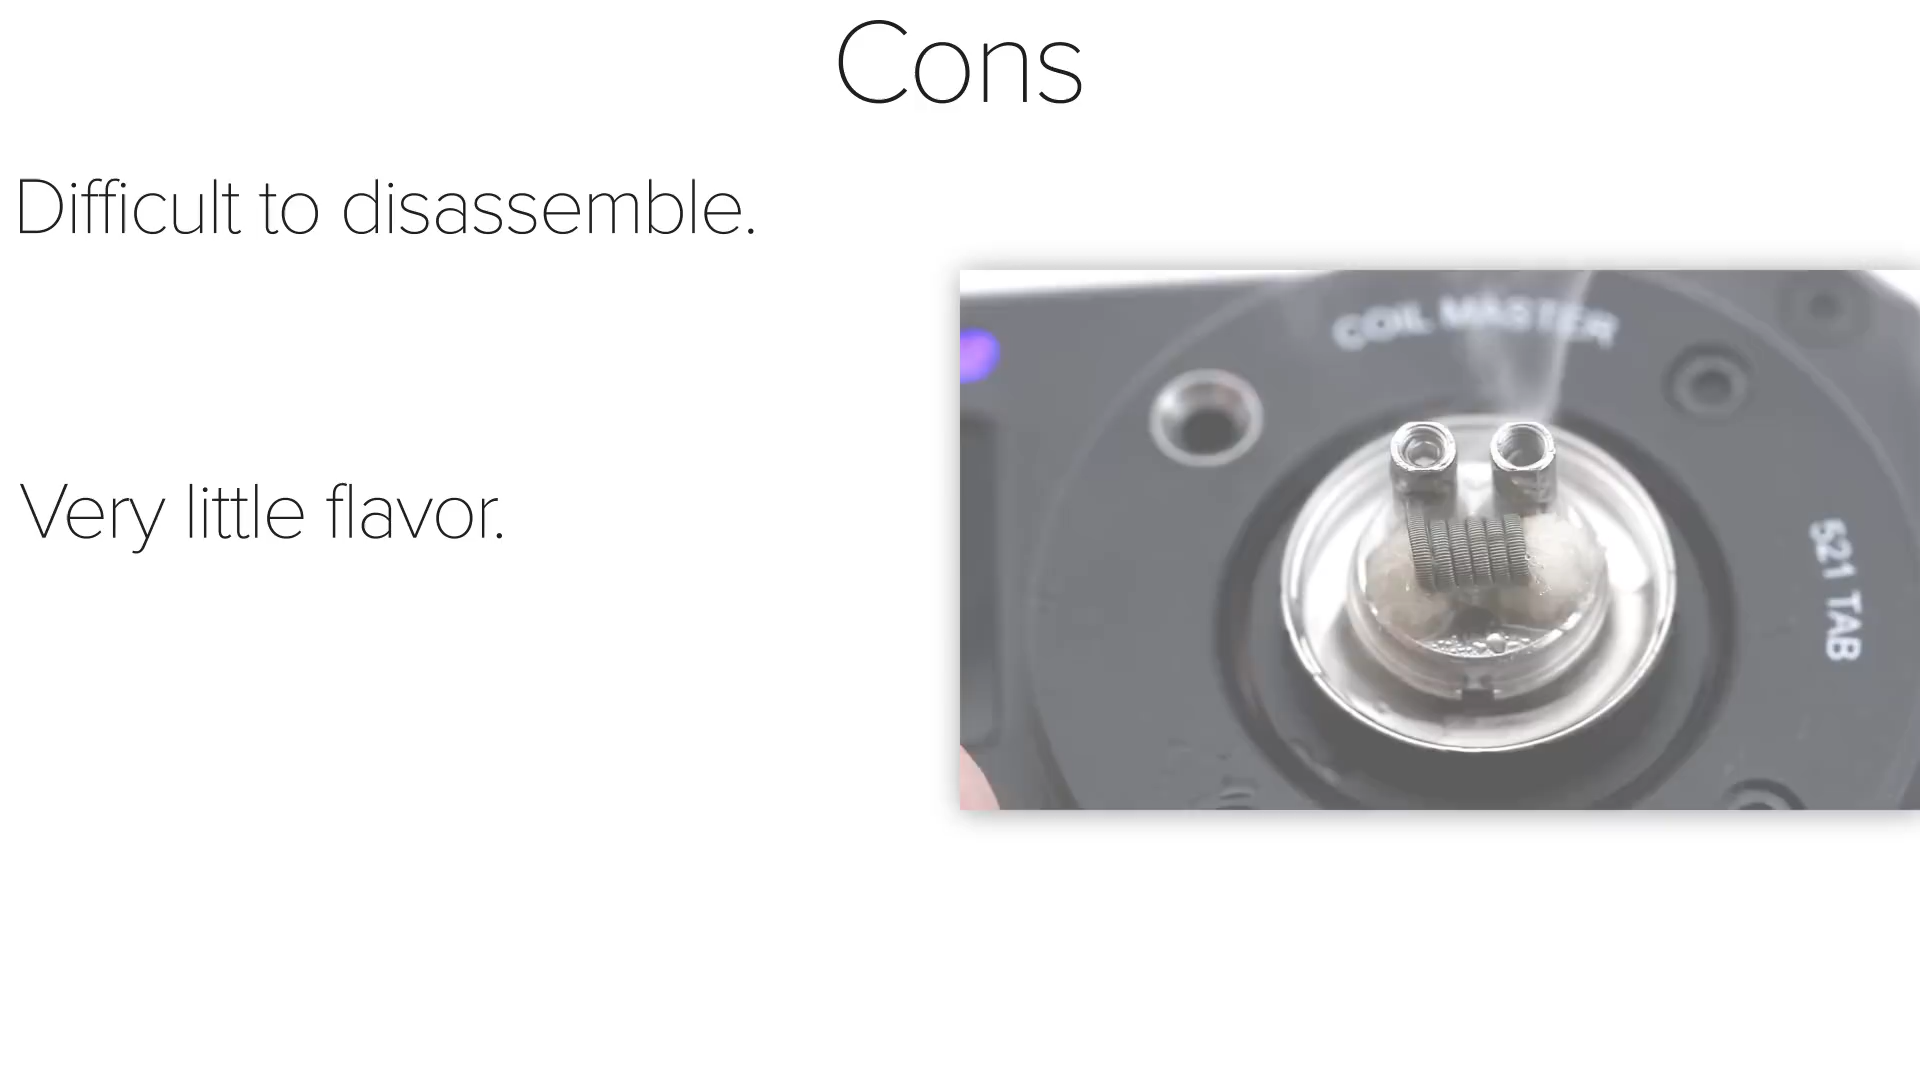 Cons
Difficult to disassemble.
COIL MASTER
521 TAB
Very little flavor.